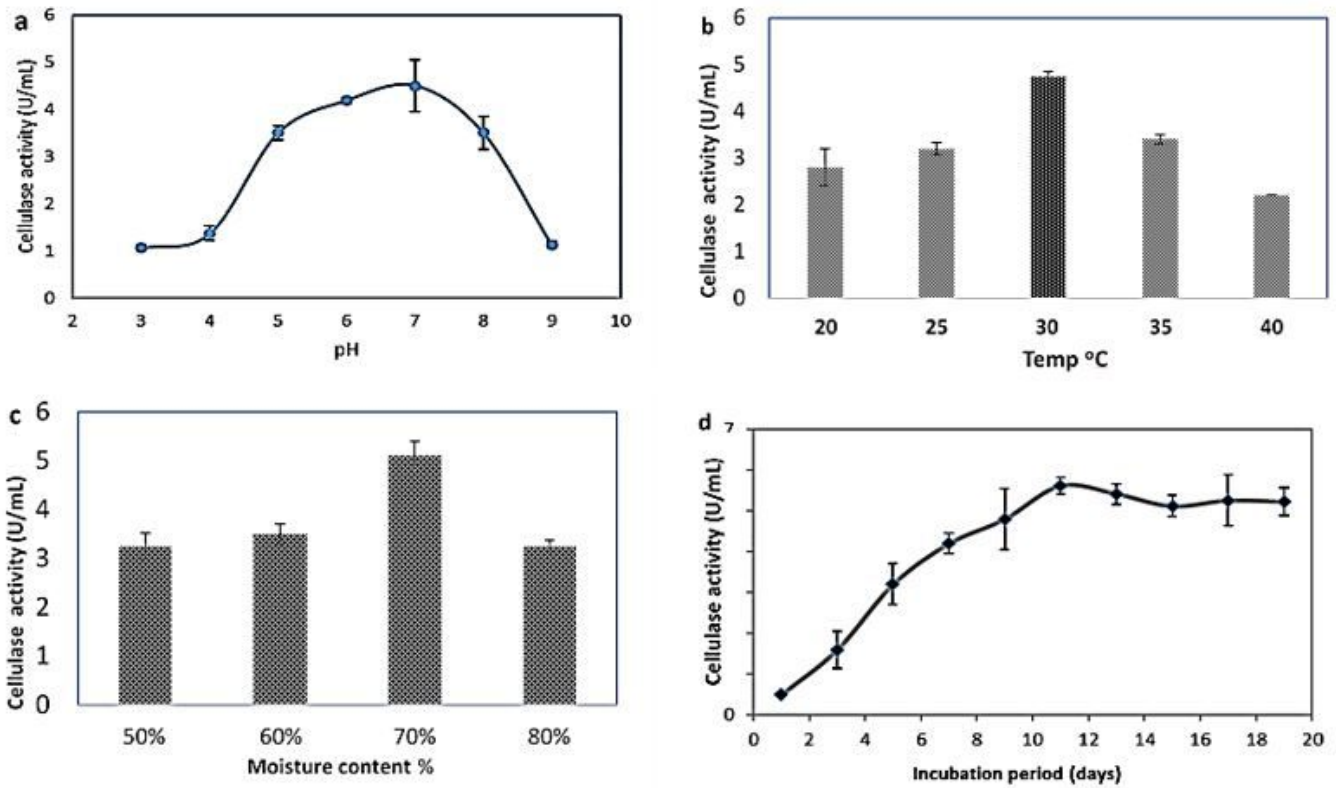 a
6
5
4
3
2
1
0
Cellulase activity (U/mL)
2 3 4 5 6 7 8 9 10
pH
b
6
5
4
3
2
1
0
Cellulase activity (U/mL)
20 25 30 35 40
Temp ºC
c
6
5
4
3
2
1
0
Cellulase activity (U/mL)
50% 60% 70% 80%
Moisture content %
d
7
0
Cellulase activity (U/mL)
0 2 4 6 8 10 12 14 16 18 20
Incubation period (days)